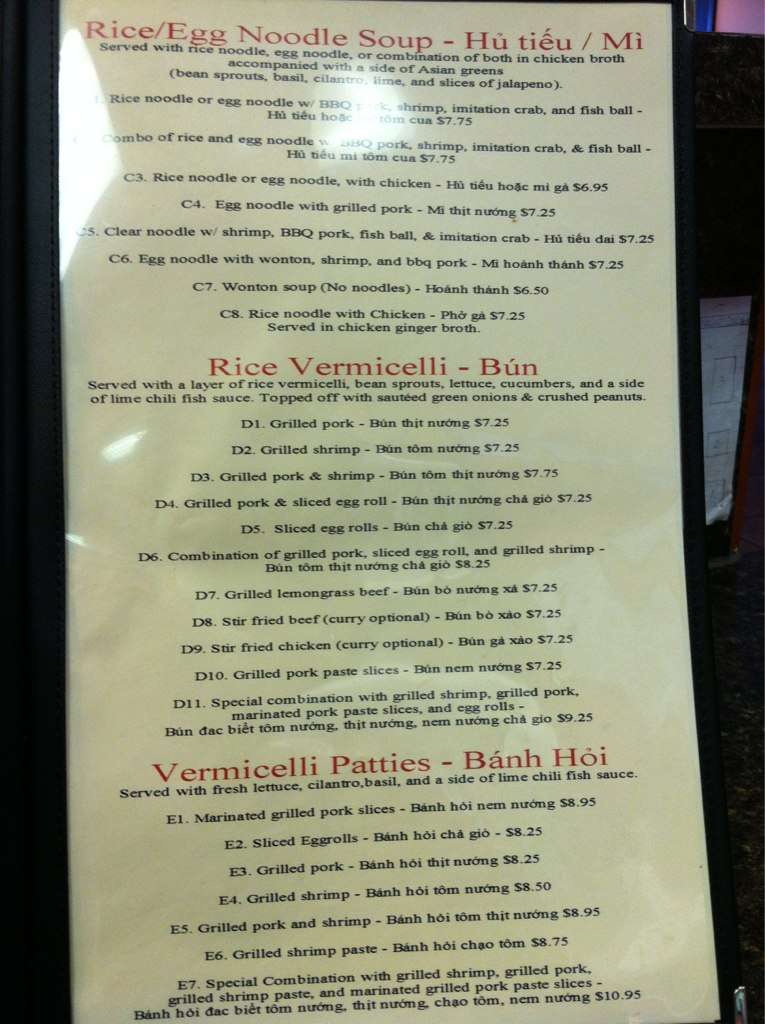 Rice/Egg Noodle Soup - Hủ tiếu / Mì
Served with rice noodle, egg noodle, or combination of both in chicken broth
accompanied with a side of Asian greens
(bean sprouts, basil, cilantro, lime, and slices of jalapeno).
Rice noodle or egg noodle w/ BBQ shrimp, imitation crab, and fish ball -
Hủ tiếu hoặc tôm cua $7.75
Combo of rice and egg noodle w/ BBQ pork, shrimp, imitation crab, & fish ball -
Hủ tiếu mì tôm cua $7.75
C3. Rice noodle or egg noodle, with chicken - Hủ tiếu hoặc mì gà $6.95
C4. Egg noodle with grilled pork - Mì thịt nướng $7.25
C5. Clear noodle w/ shrimp, BBQ pork, fish ball, & imitation crab - Hủ tiếu dai $7.25
C6. Egg noodle with wonton, shrimp, and bbq pork - Mì hoánh thánh $7.25
C7. Wonton soup (No noodles) - Hoánh thánh $6.50
C8. Rice noodle with Chicken - Phở gà $7.25
Served in chicken ginger broth.
Rice Vermicelli - Bún
Served with a layer of rice vermicelli, bean sprouts, lettuce, cucumbers, and a side
of lime chili fish sauce. Topped off with sautéed green onions & crushed peanuts.
D1. Grilled pork - Bún thịt nướng $7.25
D2. Grilled shrimp - Bún tôm nướng $7.25
D3. Grilled pork & shrimp - Bún tôm thịt nướng $7.75
D4. Grilled pork & sliced egg roll - Bún thịt nướng chả giò $7.25
D5. Sliced egg rolls - Bún chả giò $7.25
D6. Combination of grilled pork, sliced egg roll, and grilled shrimp -
Bún tôm thịt nướng chả giò $8.25
D7. Grilled lemongrass beef - Bún bò nướng xả $7.25
D8. Stir fried beef (curry optional) - Bún bò xào $7.25
D9. Stir fried chicken (curry optional) - Bún gà xào $7.25
D10. Grilled pork paste slices - Bún nem nướng $7.25
D11. Special combination with grilled shrimp, grilled pork,
marinated pork paste slices, and egg rolls -
Bún đac biêt tôm nướng, thịt nướng, nem nướng chả gio $9.25
Vermicelli Patties - Bánh Hỏi
Served with fresh lettuce, cilantro,basil, and a side of lime chili fish sauce.
E1. Marinated grilled pork slices - Bánh hỏi nem nướng $8.95
E2. Sliced Eggrolls - Bánh hỏi chả giò - $8.25
E3. Grilled pork - Bánh hỏi thịt nướng $8.25
E4. Grilled shrimp - Bánh hỏi tôm nướng $8.50
E5. Grilled pork and shrimp - Bánh hỏi tôm thịt nướng $8.95
E6. Grilled shrimp paste - Bánh hỏi chạo tôm $8.75
E7. Special Combination with grilled shrimp, grilled pork,
grilled shrimp paste, and marinated grilled pork paste slices -
Bánh hỏi đac biêt tôm nướng, thịt nướng, chạo tôm, nem nướng $10.95